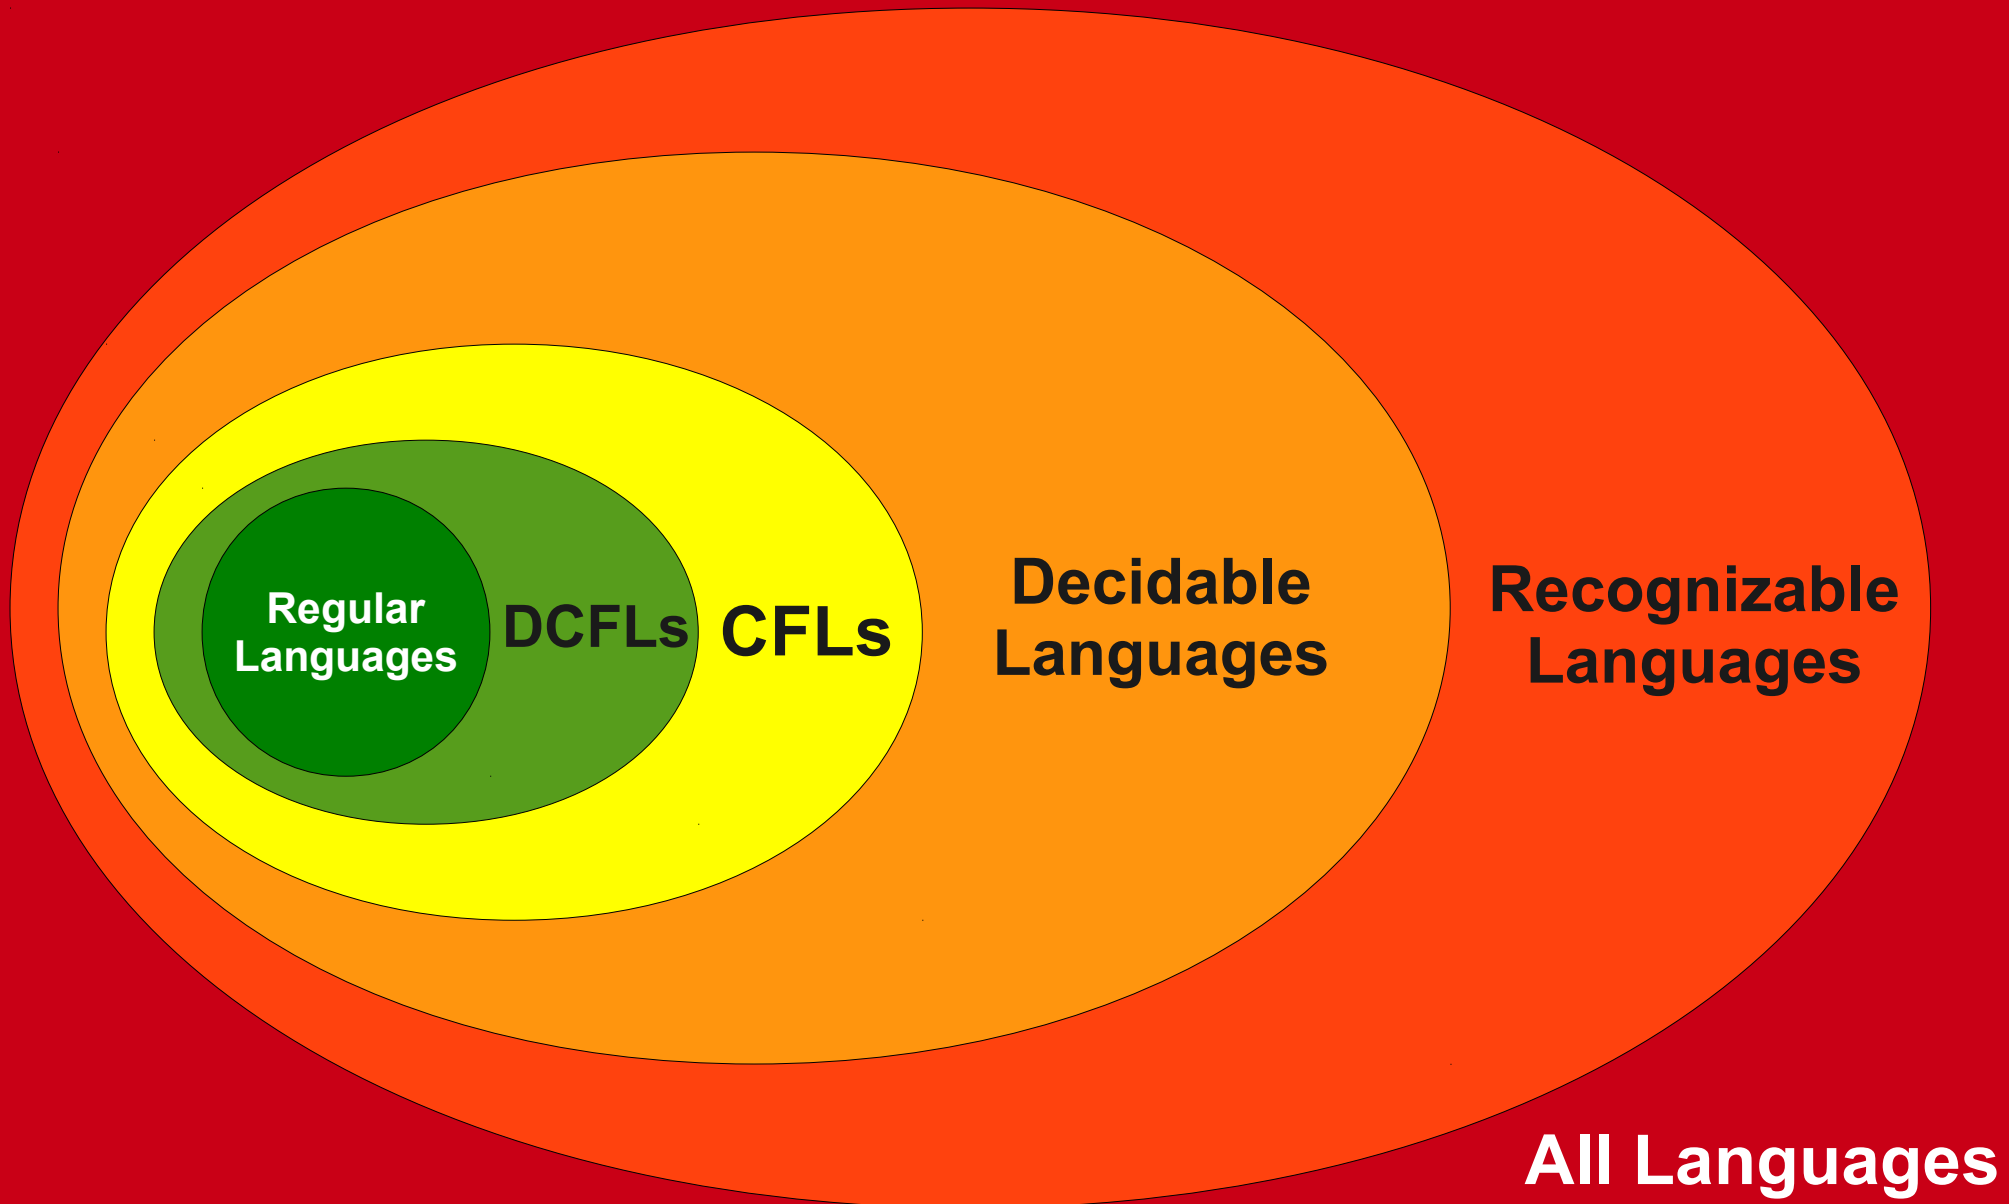 Regular
Languages
DCFLs
CFLs
Decidable
Languages
Recognizable
Languages
All Languages